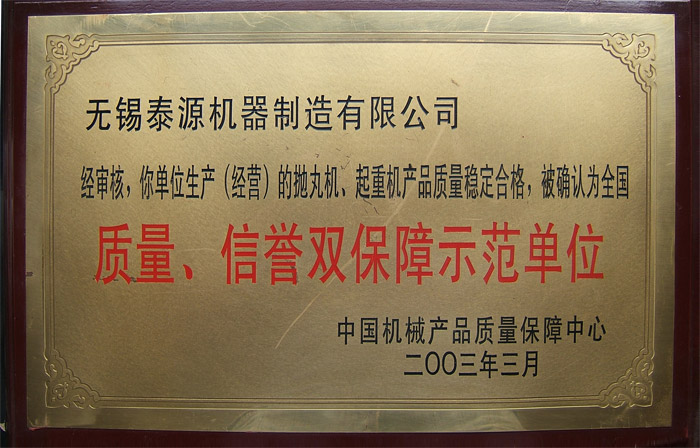 无锡泰源机器制造有限公司
经审核，你单位生产（经营）的抛丸机、起重机产品质量稳定合格，被确认为全国
质量、信誉双保障示范单位
中国机械产品质量保障中心
二〇〇三年三月